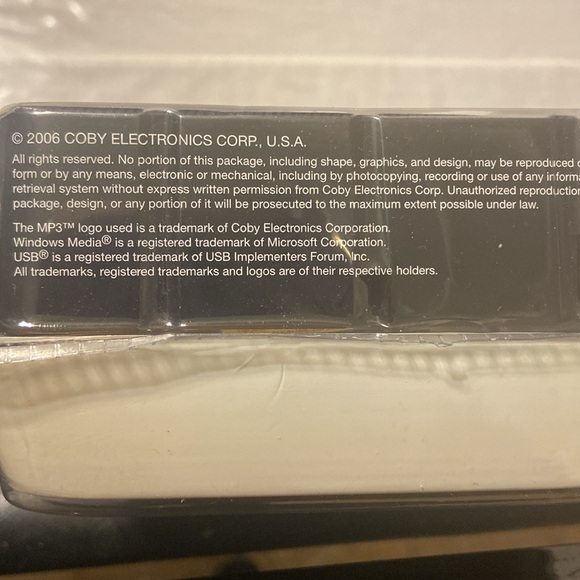 © 2006 COBY ELECTRONICS CORP., U.S.A.
All rights reserved. No portion of this package, including shape, graphics, and design, may be reproduced
form or by any means, electronic or mechanical, including by photocopying, recording or use of any
retrieval system without express written permission from Coby Electronics Corp. Unauthorized
package, design, or any portion of it will be prosecuted to the maximum extent possible under law.
The MP3™ logo used is a trademark of Coby Electronics Corporation.
Windows Media® is a registered trademark of Microsoft Corporation.
USB® is a registered trademark of USB Implementers Forum, Inc.
All trademarks, registered trademarks and logos are of their respective holders.